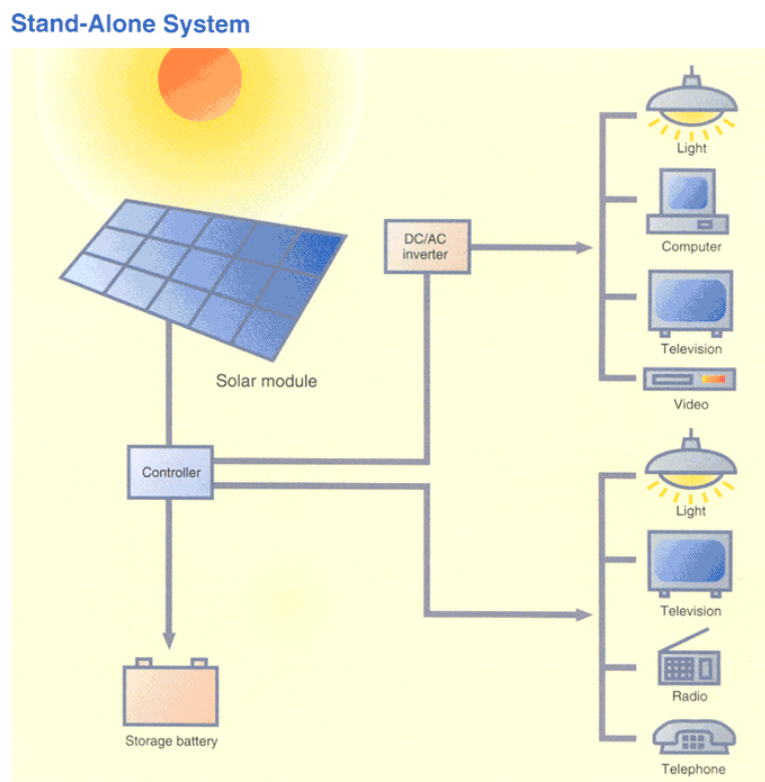 Stand-Alone System
Light
DC/AC
inverter
Computer
Television
Solar module
Video
Controller
Light
Television
Radio
Storage battery
Telephone